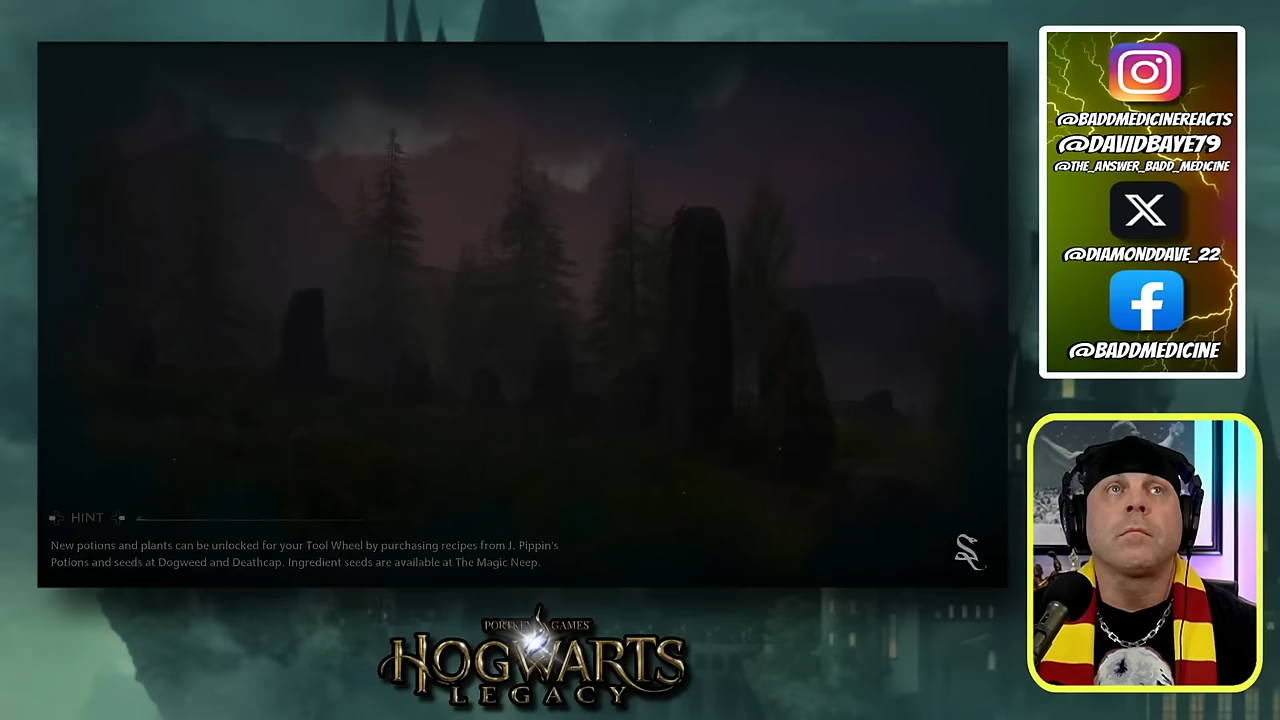 HINT
New potions and plants can be unlocked for your Tool Wheel by purchasing recipes from J. Pippin's
Potions and seeds at Dogweed and Deathcap. Ingredient seeds are available at The Magic Neep.
PORTKEY GAMES
HOGWARTS
LEGACY
@BADDMEDICINEREACTS
@DAVIDBAYE79
@THE_ANSWER_BADD_MEDICINE
X
@DIAMONDDAVE_22
f
@BADDMEDICINE